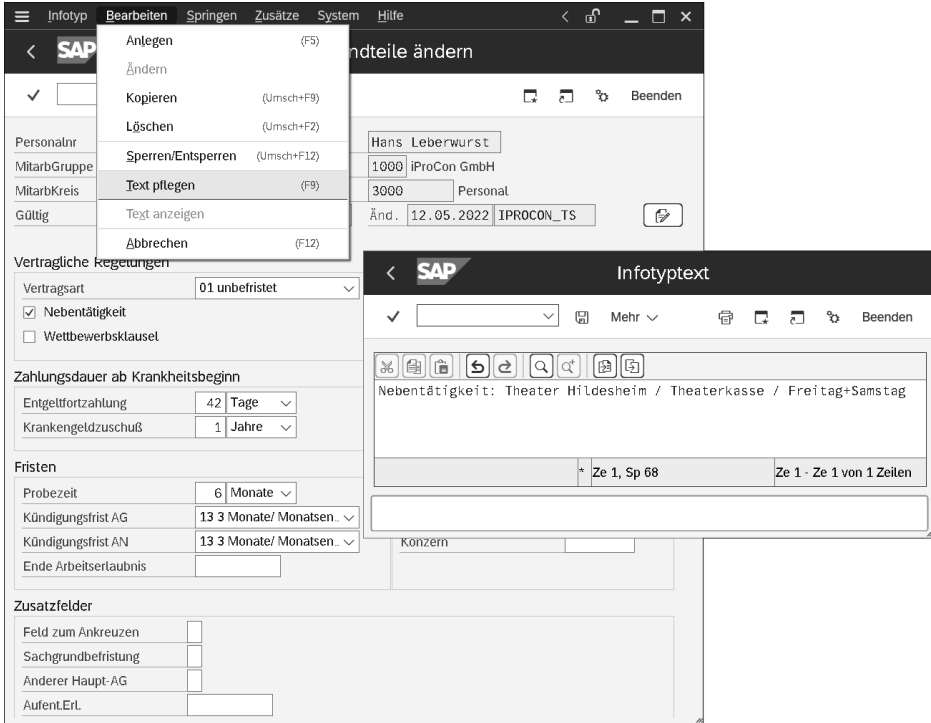 Infotyp Bearbeiten Springen Zusätze System Hilfe
SAP ndteile ändern
Anlegen (F5)
Ändern
Kopieren (Umsch+F9)
Löschen (Umsch+F2)
Sperren/Entsperren (Umsch+F12)
Text pflegen (F9)
Text anzeigen
Abbrechen (F12)
Beenden
Personalnr Hans Leberwurst
MitarbGruppe 1000 iProCon GmbH
MitarbKreis 3000 Personal
Gültig Änd. 12.05.2022 IPROCON_TS
Vertragliche Regelungen
Vertragsart 01 unbefristet
Nebentätigkeit
Wettbewerbsklausel
Zahlungsdauer ab Krankheitsbeginn
Entgeltfortzahlung 42 Tage
Krankengeldzuschuß 1 Jahre
Fristen
Probezeit 6 Monate
Kündigungsfrist AG 13 3 Monate/ Monatsen..
Kündigungsfrist AN 13 3 Monate/ Monatsen..
Konzern
Ende Arbeitserlaubnis
Zusatzfelder
Feld zum Ankreuzen
Sachgrundbefristung
Anderer Haupt-AG
Aufent.Erl.
SAP Infotyptext
Mehr Beenden
Nebentätigkeit: Theater Hildesheim / Theaterkasse / Freitag+Samstag
* Ze 1, Sp 68 Ze 1 - Ze 1 von 1 Zeilen